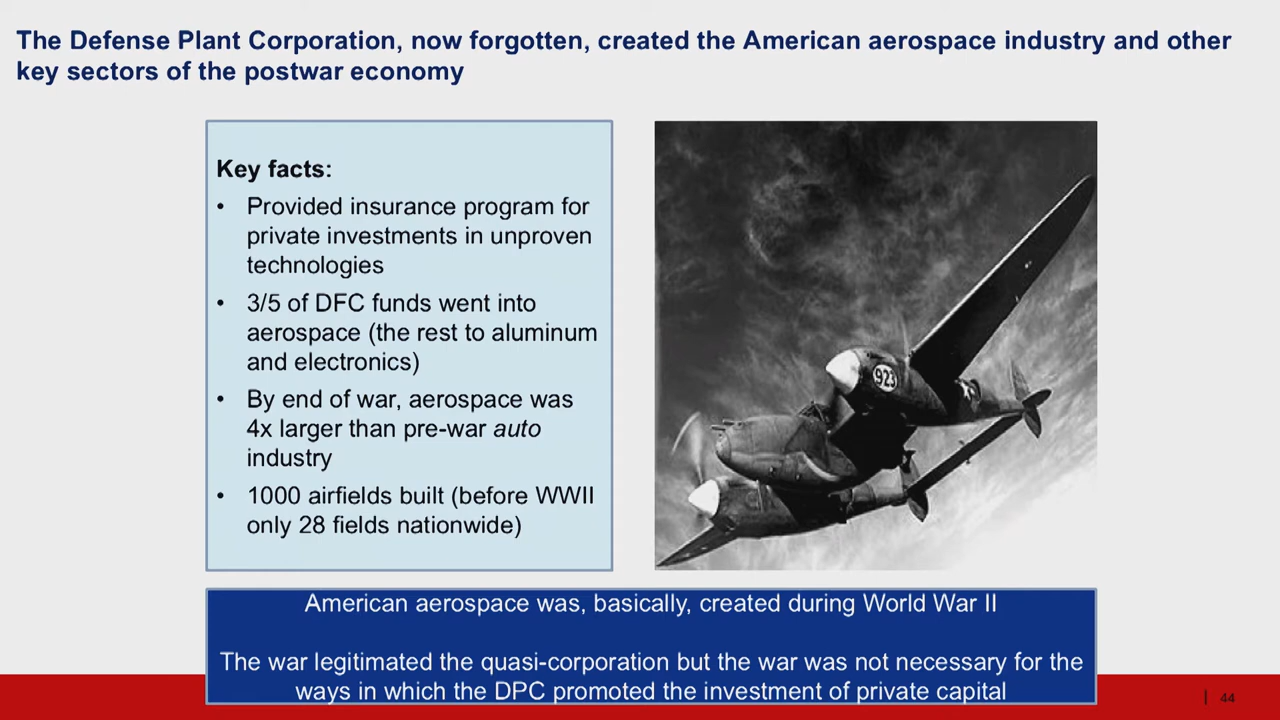 The Defense Plant Corporation, now forgotten, created the American aerospace industry and other
key sectors of the postwar economy
Key facts:
• Provided insurance program for
private investments in unproven
technologies
• 3/5 of DFC funds went into
aerospace (the rest to aluminum
and electronics)
• By end of war, aerospace was
4x larger than pre-war auto
industry
• 1000 airfields built (before WWII
only 28 fields nationwide)
923
American aerospace was, basically, created during World War II
The war legitimated the quasi-corporation but the war was not necessary for the
ways in which the DPC promoted the investment of private capital
| 44